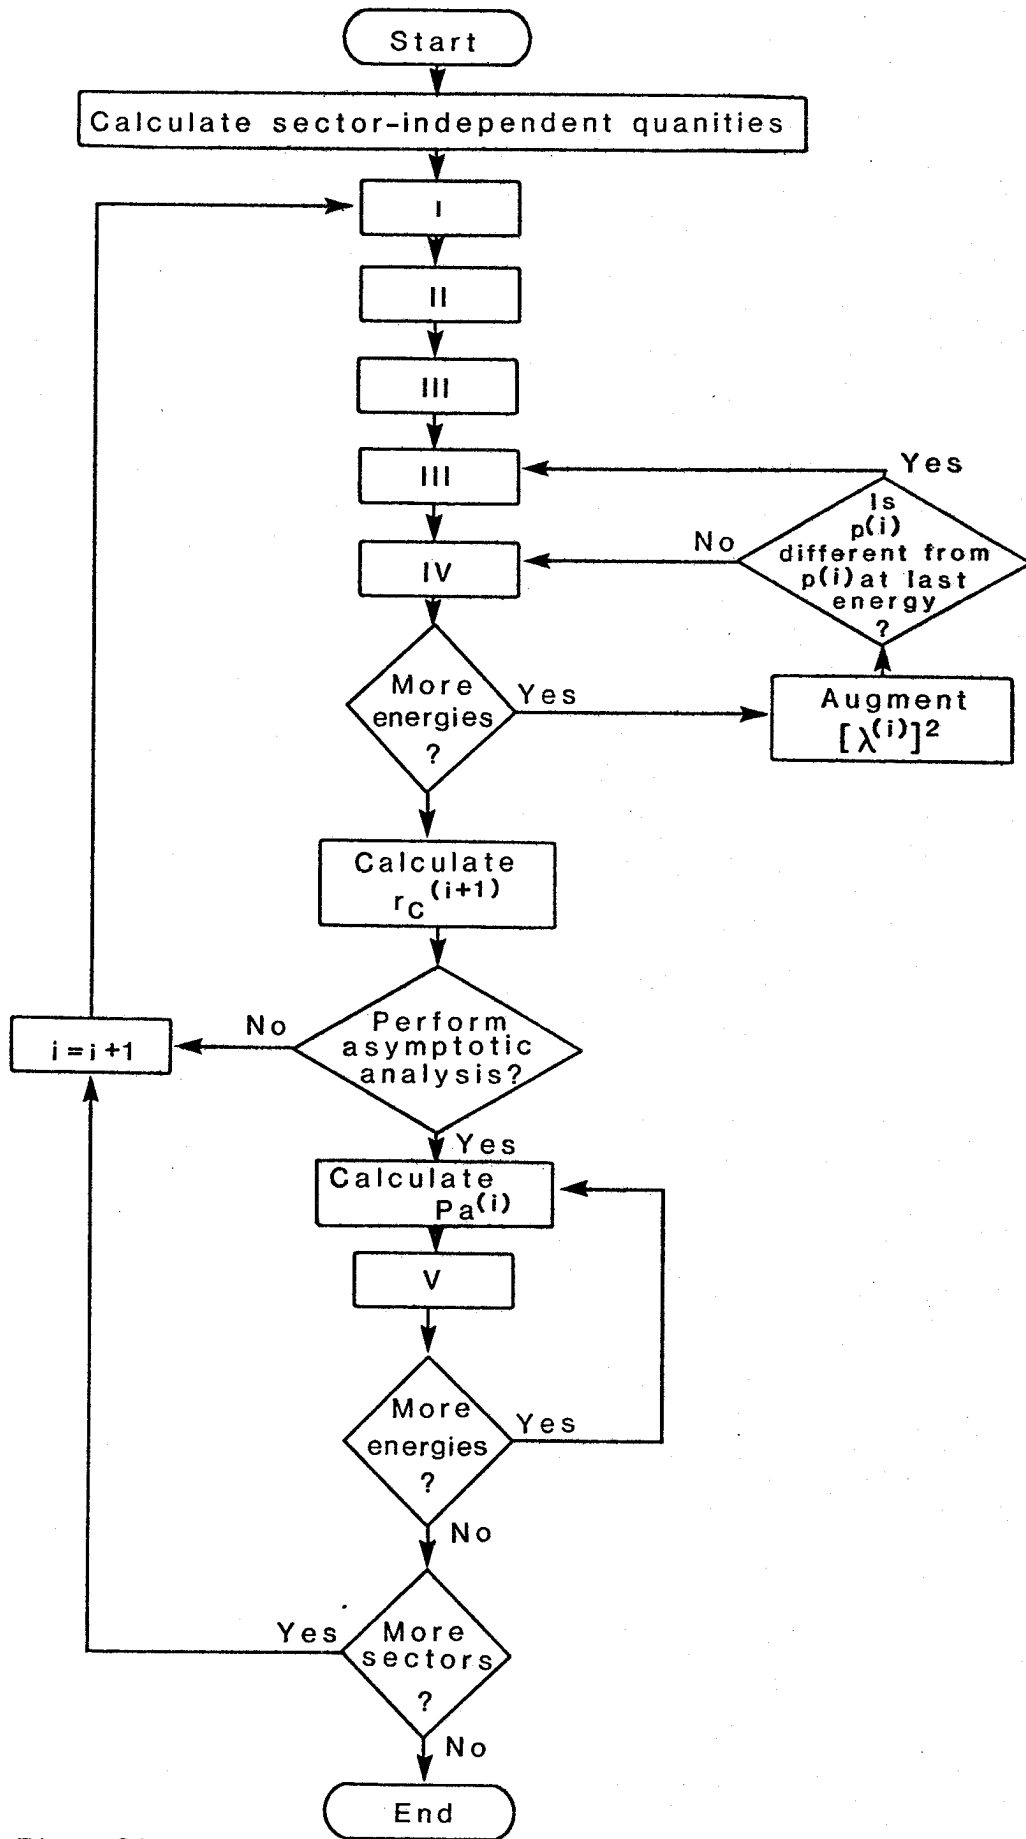 Start
Calculate sector-independent quanities
I
II
III
III
Yes
Is
p(i)
different from
p(i) at last
energy
?
No
IV
More
energies
?
Yes
Augment
[λ(i)]2
Calculate
rC(i+1)
Perform
asymptotic
analysis?
No
i=i+1
Yes
Calculate
Pa(i)
V
More
energies
?
Yes
No
More
sectors
?
Yes
No
End